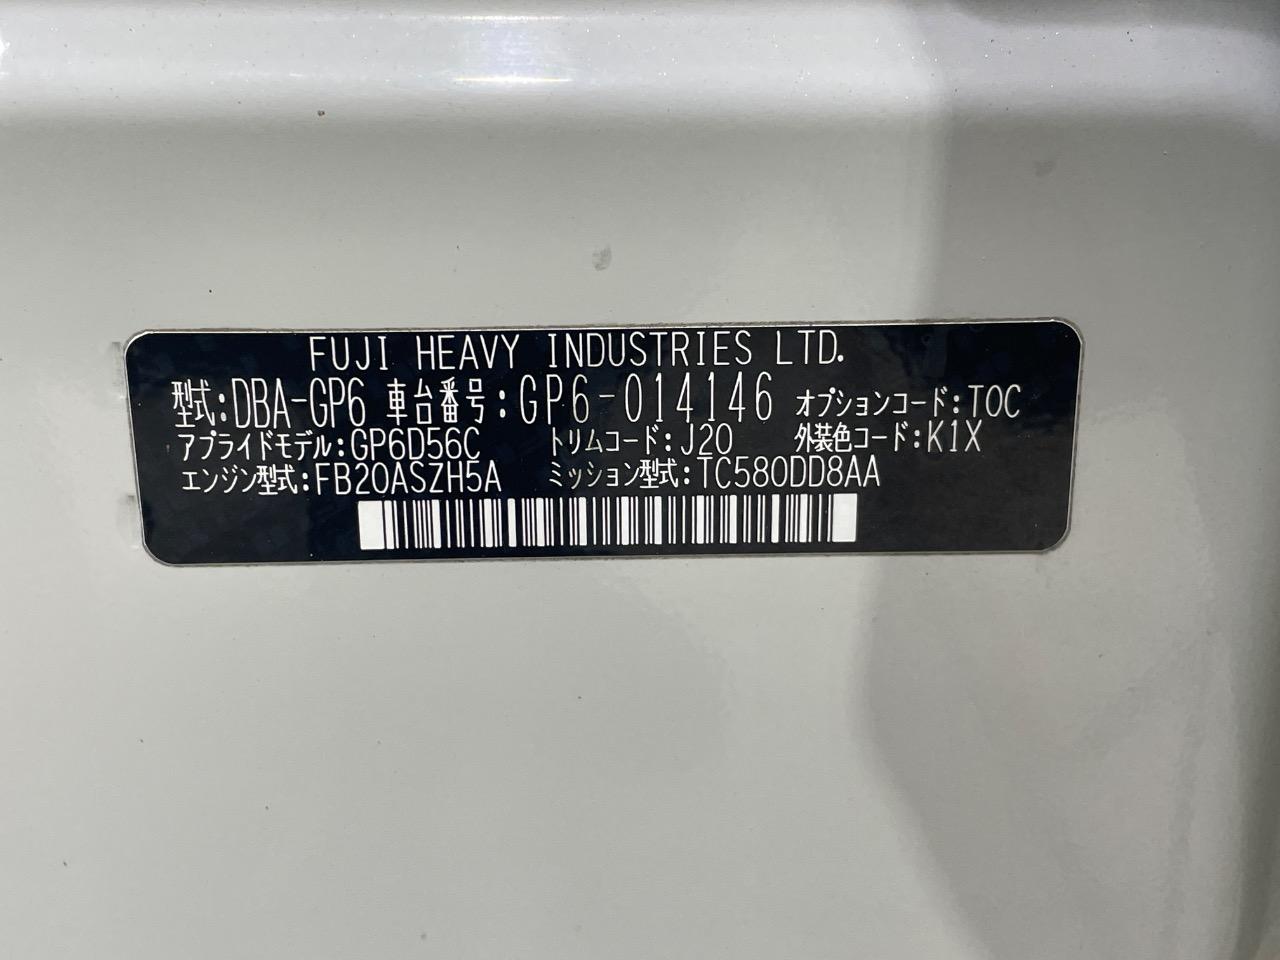 FUJI HEAVY INDUSTRIES LTD.
型式:DBA-GP6 車台番号:GP6-014146 オプションコード:TOC
アプライドモデル:GP6D56C トリムコード:J20 外装色コード:K1X
エンジン型式:FB20ASZH5A ミッション型式:TC580DD8AA